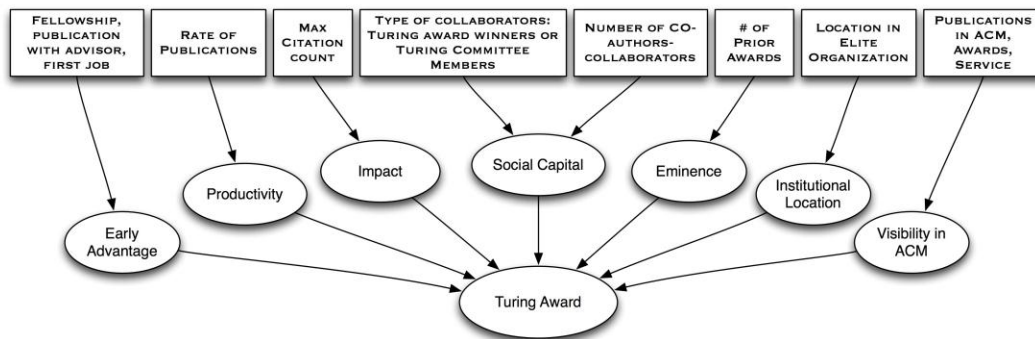 FELLOWSHIP,
PUBLICATION
WITH ADVISOR,
FIRST JOB
RATE OF
PUBLICATIONS
MAX
CITATION
COUNT
TYPE OF COLLABORATORS:
TURING AWARD WINNERS OR
TURING COMMITTEE
MEMBERS
NUMBER OF CO-
AUTHORS-
COLLABORATORS
# OF
PRIOR
AWARDS
LOCATION IN
ELITE
ORGANIZATION
PUBLICATIONS
IN ACM,
AWARDS,
SERVICE
Early
Advantage
Productivity
Impact
Social Capital
Eminence
Institutional
Location
Visibility in
ACM
Turing Award